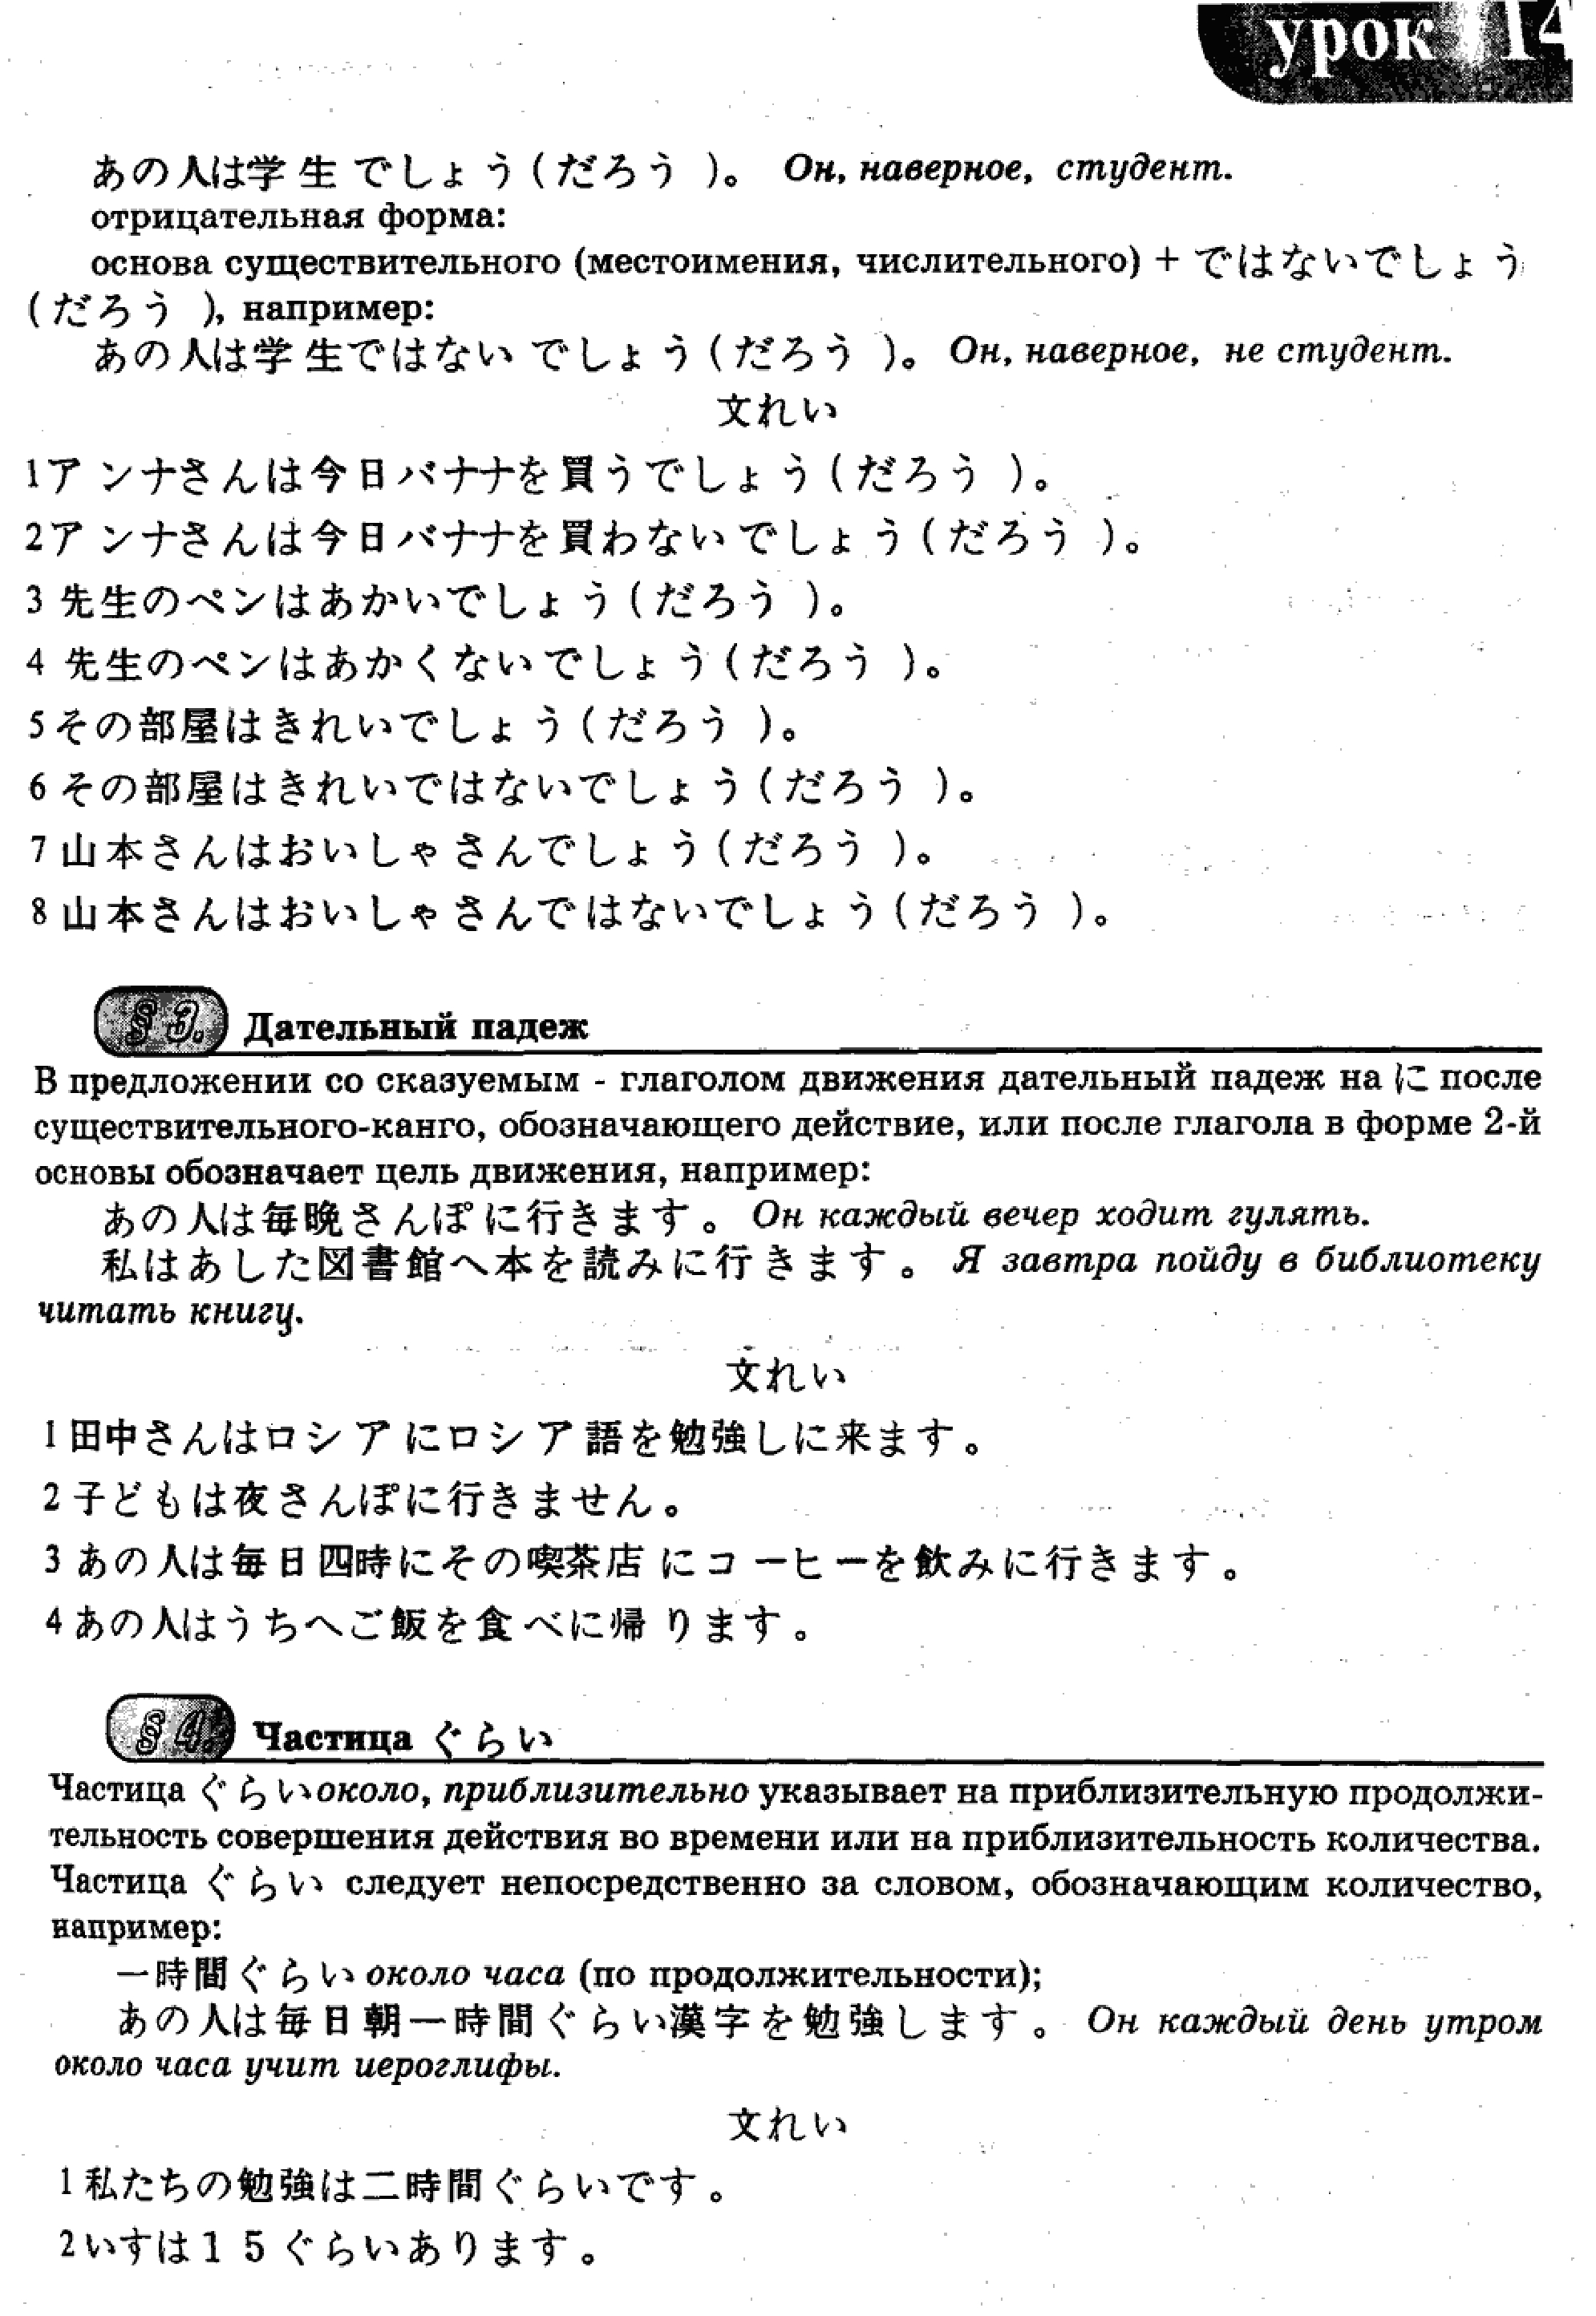 урок 14
あの人は学生でしょう(だろう )。 Он, наверное, студент.
отрицательная форма:
основа существительного (местоимения, числительного) + ではないでしょう
(だろう ), например:
あの人は学生ではないでしょう(だろう )。 Он, наверное, не студент.
文れい
1アンナさんは今日バナナを買うでしょう(だろう )。
2アンナさんは今日バナナを買わないでしょう(だろう )。
3 先生のペンはあかいでしょう(だろう )。
4 先生のペンはあかくないでしょう(だろう )。
5その部屋はきれいでしょう(だろう )。
6その部屋はきれいではないでしょう(だろう )。
7山本さんはおいしゃさんでしょう(だろう )。
8山本さんはおいしゃさんではないでしょう(だろう )。
§ 3. Дательный падеж
В предложении со сказуемым - глаголом движения дательный падеж на に после
существительного-канго, обозначающего действие, или после глагола в форме 2-й
основы обозначает цель движения, например:
あの人は毎晩さんぽに行きます。 Он каждый вечер ходит гулять.
私はあした図書館へ本を読みに行きます。 Я завтра пойду в библиотеку
читать книгу.
文れい
1田中さんはロシアにロシア語を勉強しに来ます。
2子どもは夜さんぽに行きません。
3あの人は毎日四時にその喫茶店にコーヒーを飲みに行きます。
4あの人はうちへご飯を食べに帰ります。
§ 4. Частица ぐらい
Частица ぐらい около, приблизительно указывает на приблизительную продолжи-
тельность совершения действия во времени или на приблизительность количества.
Частица ぐらい следует непосредственно за словом, обозначающим количество,
например:
一時間ぐらい около часа (по продолжительности);
あの人は毎日朝一時間ぐらい漢字を勉強します。 Он каждый день утром
около часа учит иероглифы.
文れい
1私たちの勉強は二時間ぐらいです。
2いすは15ぐらいあります。